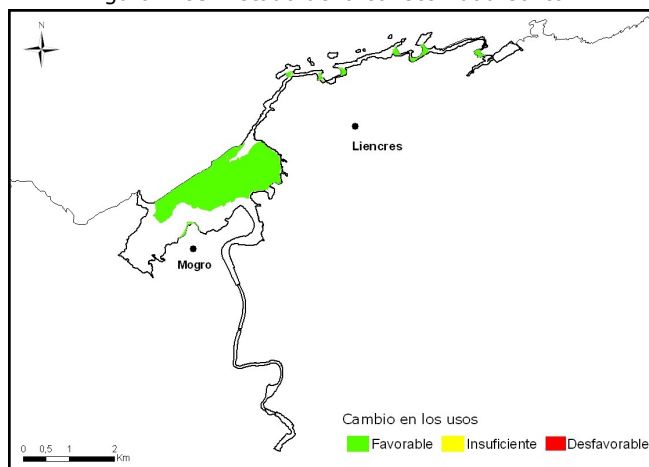 N
Liencres
Mogro
Cambio en los usos
Favorable Insuficiente Desfavorable
0 0,5 1 2
Km